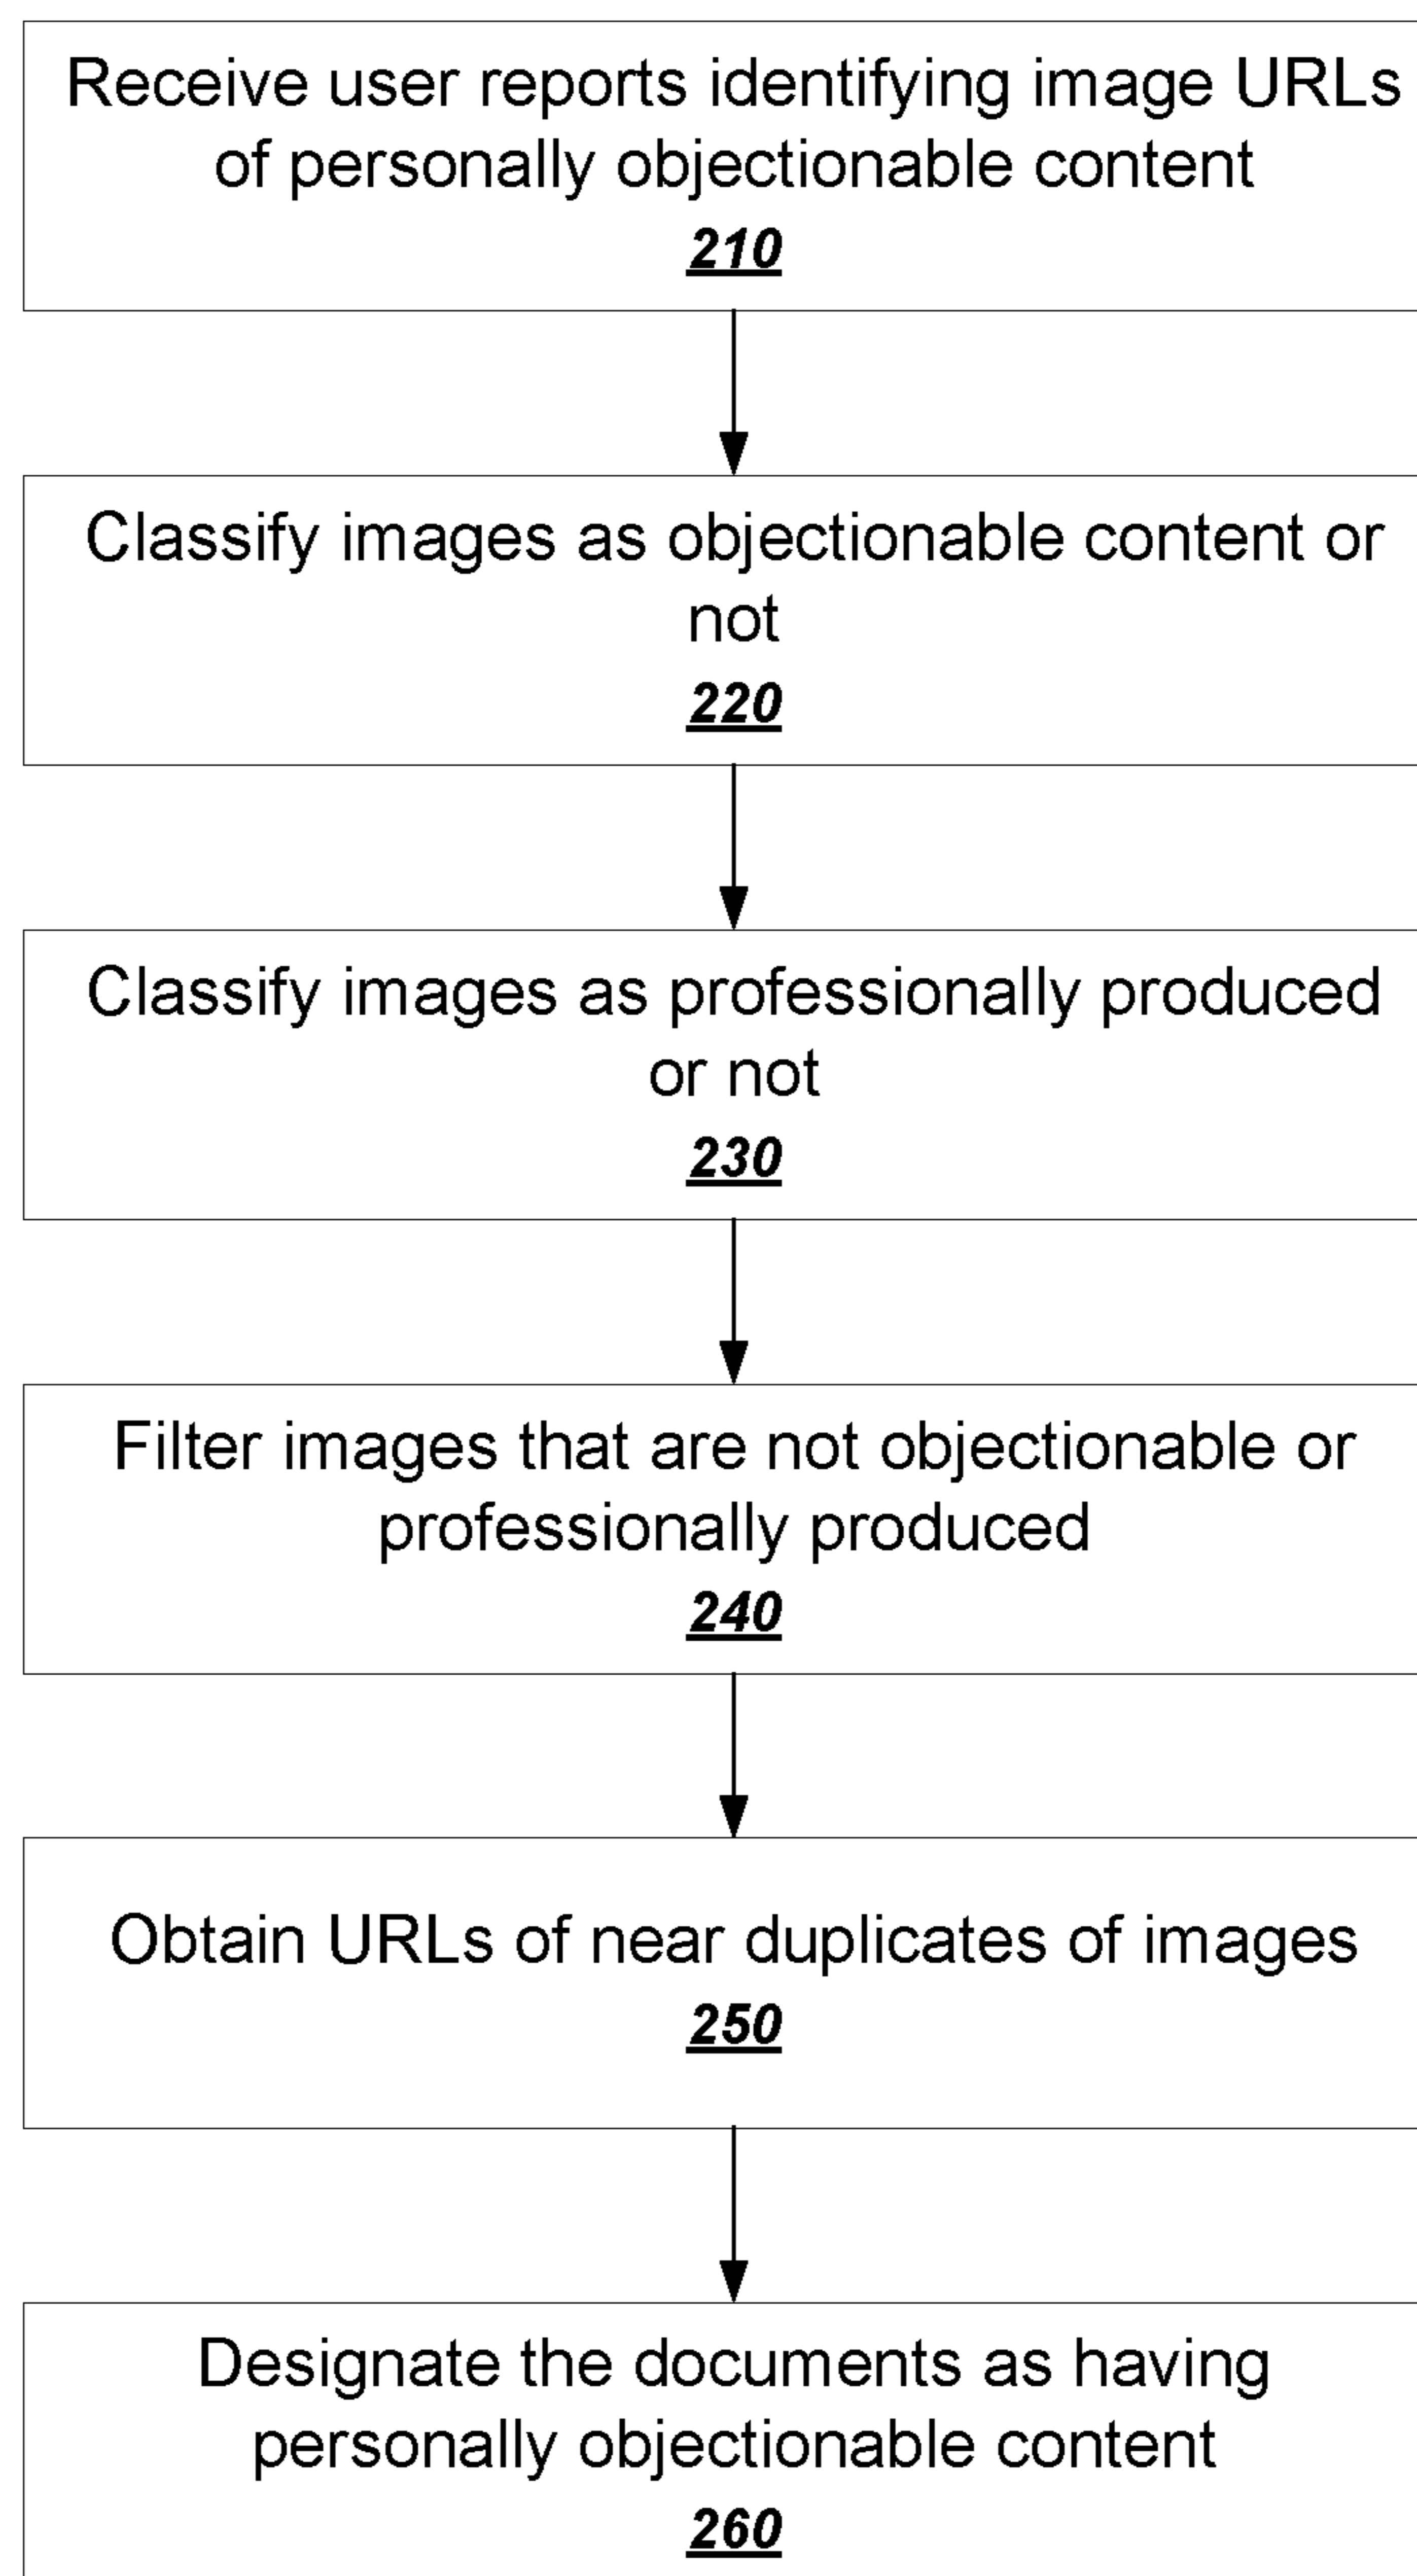 Receive user reports identifying image URLs
of personally objectionable content
210
Classify images as objectionable content or
not
220
Classify images as professionally produced
or not
230
Filter images that are not objectionable or
professionally produced
240
Obtain URLs of near duplicates of images
250
Designate the documents as having
personally objectionable content
260